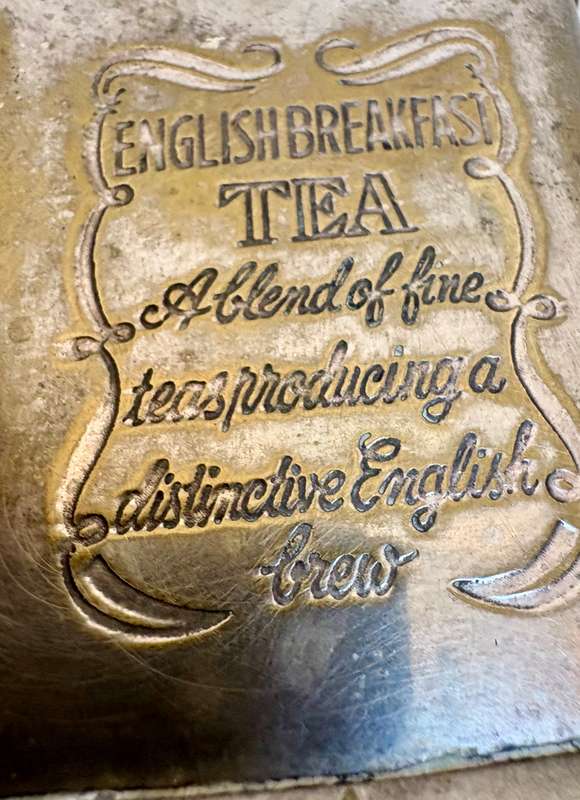 ENGLISH BREAKFAST
TEA
A blend of fine
teas producing a
distinctive English
brew